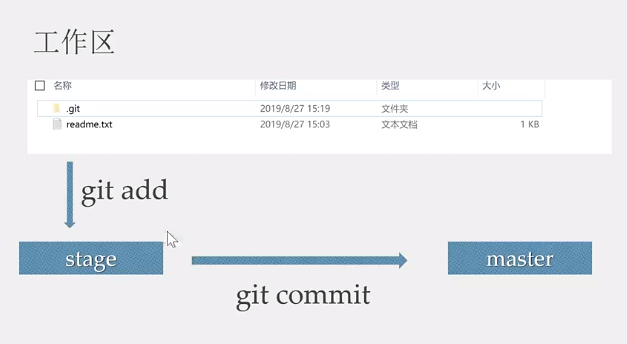 工作区
名称 修改日期 类型 大小
.git 2019/8/27 15:19 文件夹
readme.txt 2019/8/27 15:03 文本文档 1 KB
git add
stage master
git commit